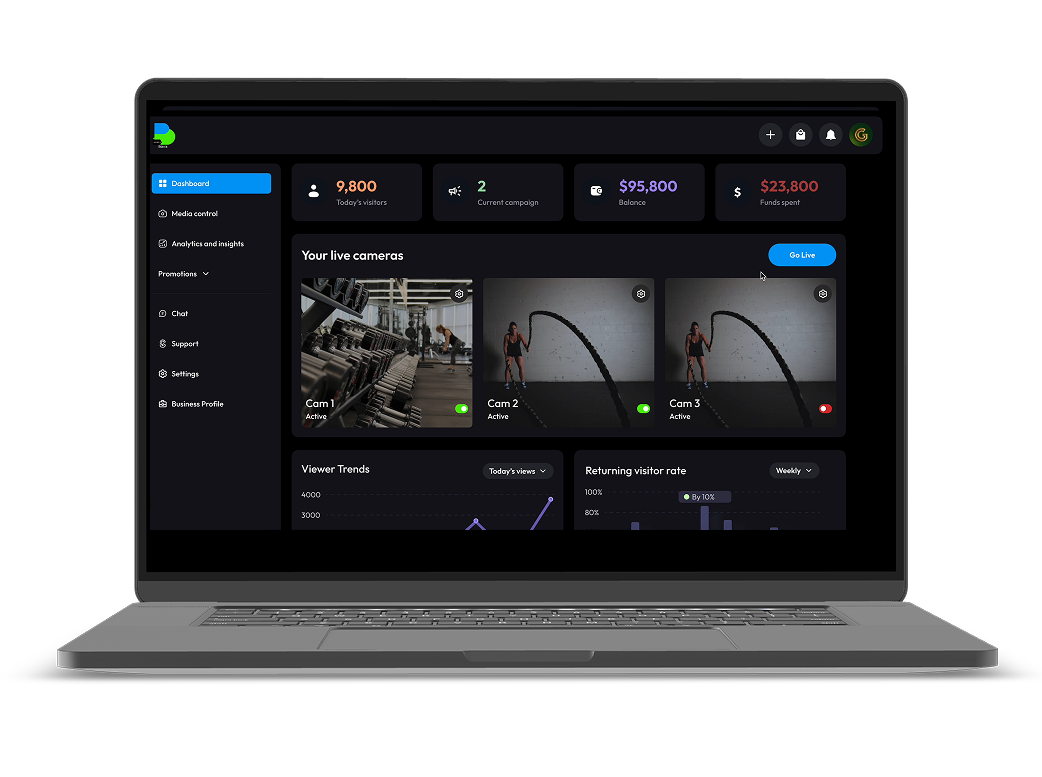 Dashboard
Media control
Analytics and insights
Promotions
Chat
Support
Settings
Business Profile
9,800
Today's visitors
2
Current campaign
$95,800
Balance
$
$23,800
Funds spent
Your live cameras
Go Live
Cam 1
Active
Cam 2
Active
Cam 3
Active
Viewer Trends
Today's views
4000
3000
Returning visitor rate
Weekly
100%
By 10%
80%